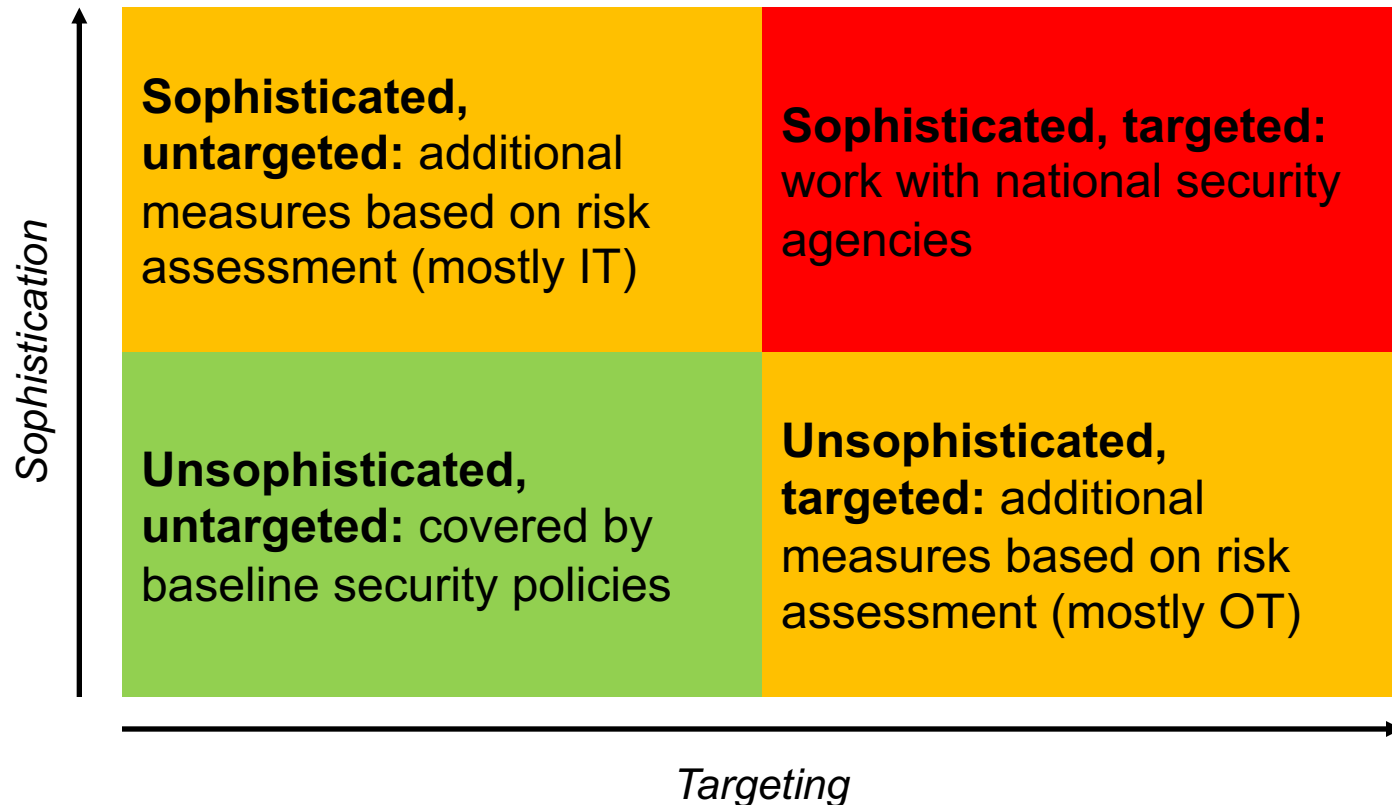 Sophistication
Sophisticated,
untargeted: additional
measures based on risk
assessment (mostly IT)
Sophisticated, targeted:
work with national security
agencies
Unsophisticated,
untargeted: covered by
baseline security policies
Unsophisticated,
targeted: additional
measures based on risk
assessment (mostly OT)
Targeting